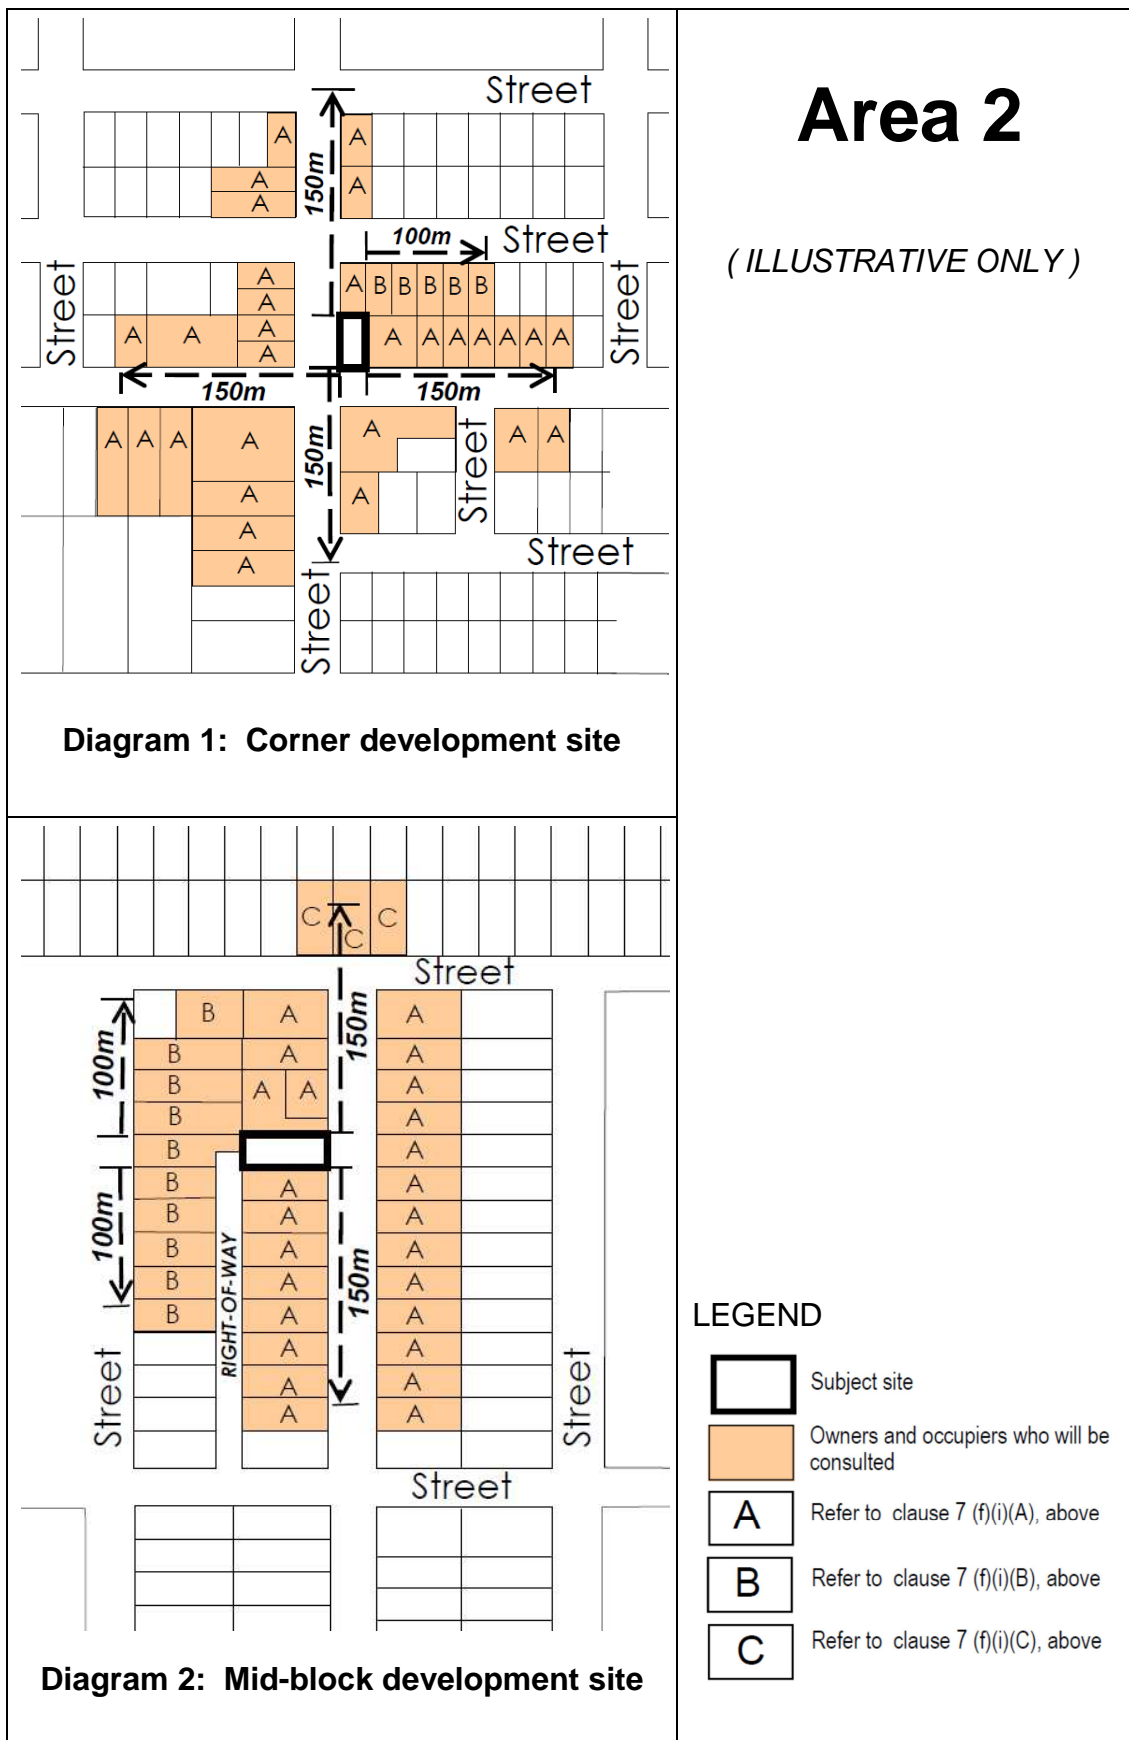 Area 2
( ILLUSTRATIVE ONLY )
Street
A A
A A
A
150m
100m Street
Street
A A B B B B B
A
A A A A A A A A A A
A
Street
150m 150m
A A A A A A A
150m
Street
A A
A
A
Street
Street
Diagram 1: Corner development site
C C C
Street
B A A
150m
100m
B A A
B A A A
B A
B A
B A A
B A A
100m
B A A
B A A
150m
B A A
RIGHT-OF-WAY
A A
A A
A A
Street
Street
Street
Diagram 2: Mid-block development site
LEGEND
Subject site
Owners and occupiers who will be
consulted
A Refer to clause 7 (f)(i)(A), above
B Refer to clause 7 (f)(i)(B), above
C Refer to clause 7 (f)(i)(C), above